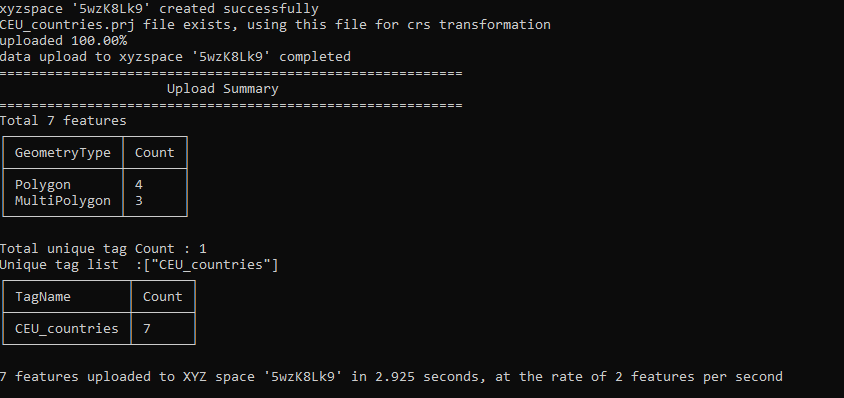 xyzspace '5wzK8Lk9' created successfully
CEU_countries.prj file exists, using this file for crs transformation
uploaded 100.00%
data upload to xyzspace '5wzK8Lk9' completed
==========================================================
Upload Summary
==========================================================
Total 7 features
GeometryType Count
Polygon 4
MultiPolygon 3
Total unique tag Count : 1
Unique tag list :["CEU_countries"]
TagName Count
CEU_countries 7
7 features uploaded to XYZ space '5wzK8Lk9' in 2.925 seconds, at the rate of 2 features per second